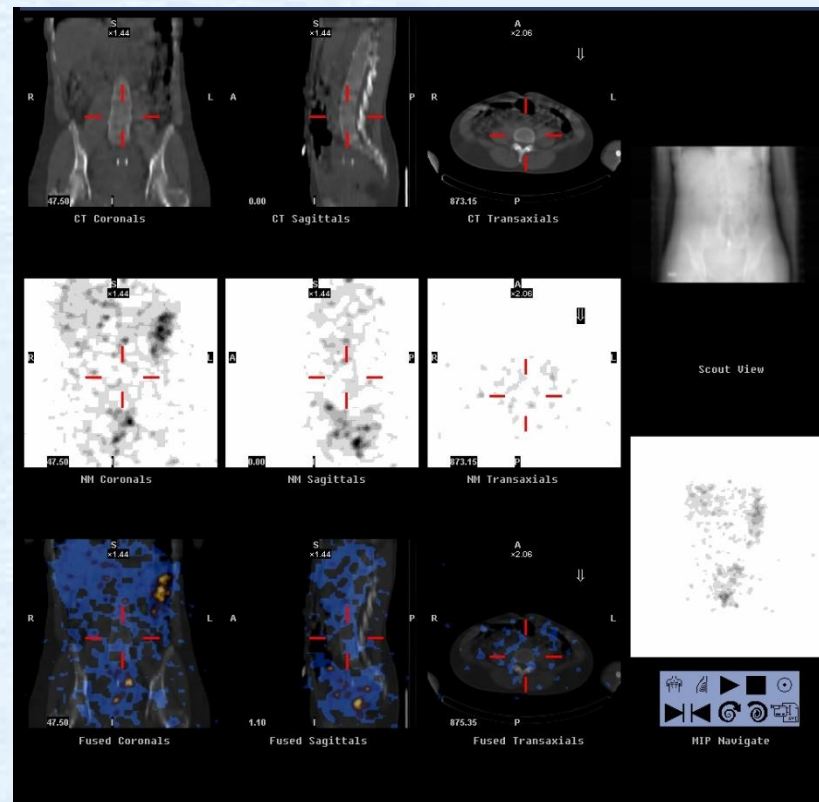 S
×1.44
R
L
47.50
I
CT Coronals
S
×1.44
A
P
0.00
I
CT Sagittals
A
×2.06
R
L
873.15
P
CT Transaxials
Scout View
S
×1.44
R
L
47.50
I
NM Coronals
S
×1.44
A
P
0.00
I
NM Sagittals
A
×2.06
R
L
873.15
P
NM Transaxials
S
×1.44
R
L
47.50
I
Fused Coronals
S
×1.44
A
P
1.10
I
Fused Sagittals
A
×2.06
R
L
875.35
P
Fused Transaxials
MIP Navigate